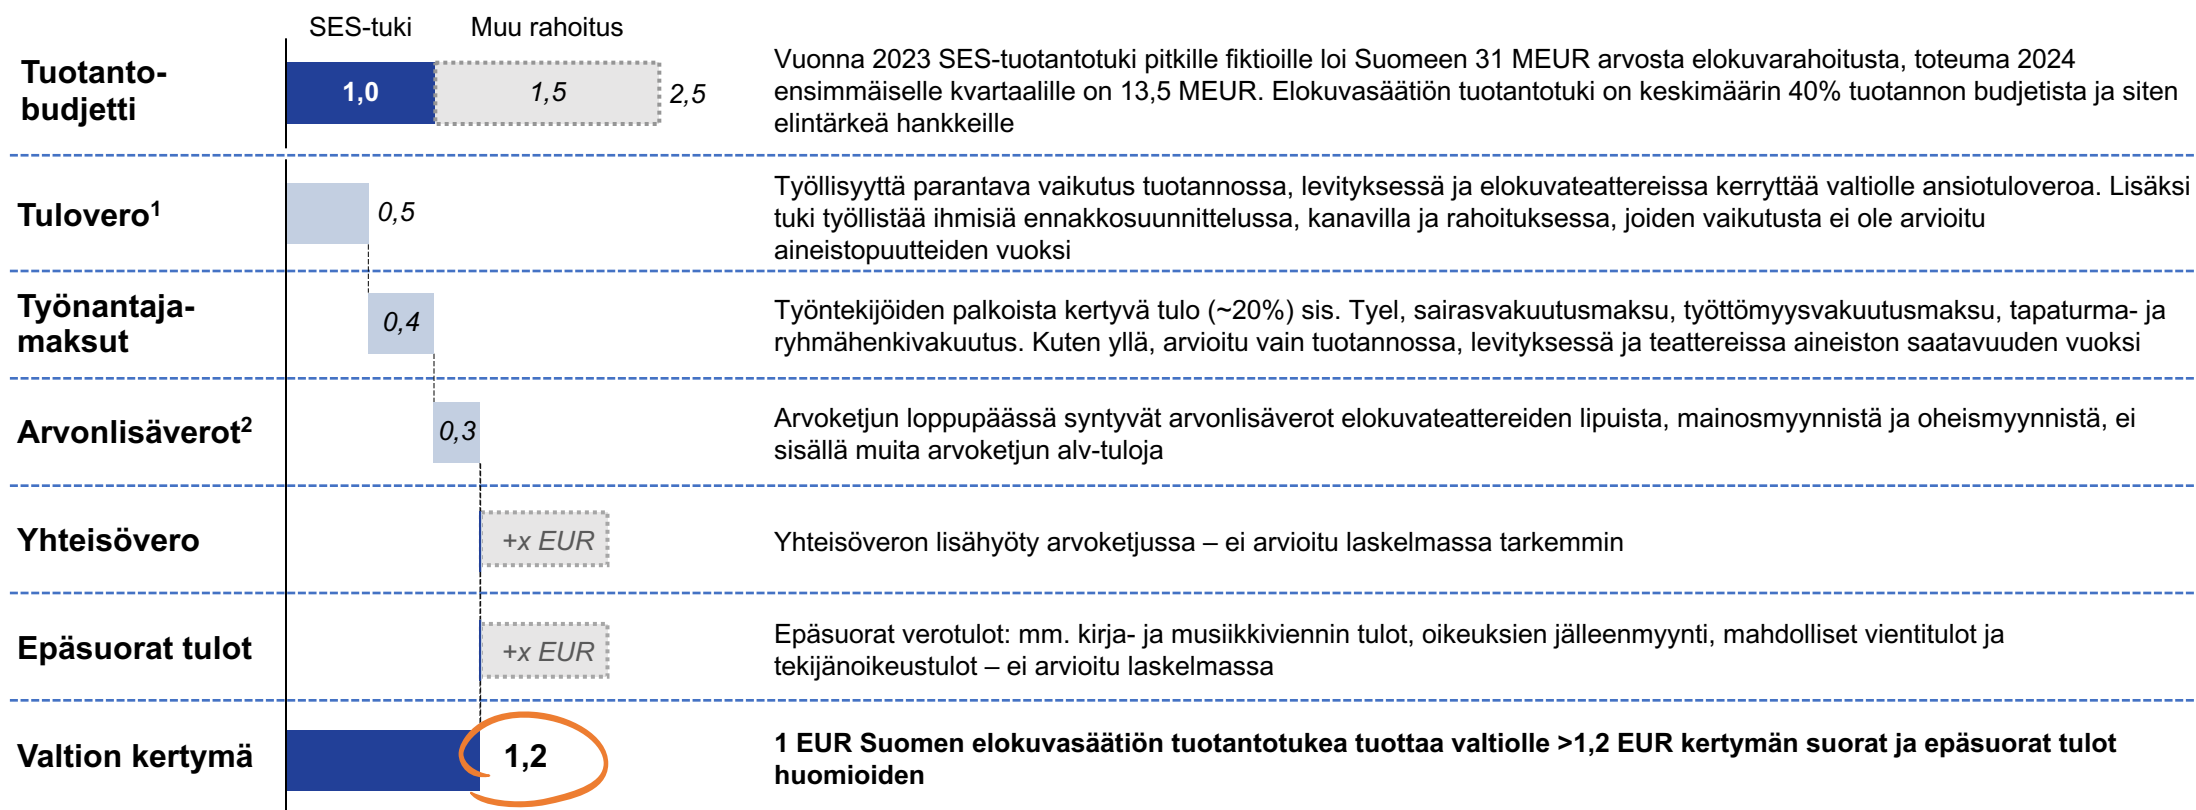 SES-tuki Muu rahoitus
Tuotanto-
budjetti
1,0 1,5 2,5
Vuonna 2023 SES-tuotantotuki pitkille fiktioille loi Suomeen 31 MEUR arvosta elokuvarahoitusta, toteuma 2024
ensimmäiselle kvartaalille on 13,5 MEUR. Elokuvasäätiön tuotantotuki on keskimäärin 40% tuotannon budjetista ja siten
elintärkeä hankkeille
Tulovero¹
0,5
Työllisyyttä parantava vaikutus tuotannossa, levityksessä ja elokuvateattereissa kerryttää valtiolle ansiotuloveroa. Lisäksi
tuki työllistää ihmisiä ennakkosuunnittelussa, kanavilla ja rahoituksessa, joiden vaikutusta ei ole arvioitu
aineistopuutteiden vuoksi
Työnantaja-
maksut
0,4
Työntekijöiden palkoista kertyvä tulo (~20%) sis. Tyel, sairasvakuutusmaksu, työttömyysvakuutusmaksu, tapaturma- ja
ryhmähenkivakuutus. Kuten yllä, arvioitu vain tuotannossa, levityksessä ja teattereissa aineiston saatavuuden vuoksi
Arvonlisäverot²
0,3
Arvoketjun loppupäässä syntyvät arvonlisäverot elokuvateattereiden lipuista, mainosmyynnistä ja oheismyynnistä, ei
sisällä muita arvoketjun alv-tuloja
Yhteisövero
+x EUR
Yhteisöveron lisähyöty arvoketjussa – ei arvioitu laskelmassa tarkemmin
Epäsuorat tulot
+x EUR
Epäsuorat verotulot: mm. kirja- ja musiikkiviennin tulot, oikeuksien jälleenmyynti, mahdolliset vientitulot ja
tekijänoikeustulot – ei arvioitu laskelmassa
Valtion kertymä
1,2
1 EUR Suomen elokuvasäätiön tuotantotukea tuottaa valtiolle >1,2 EUR kertymän suorat ja epäsuorat tulot
huomioiden